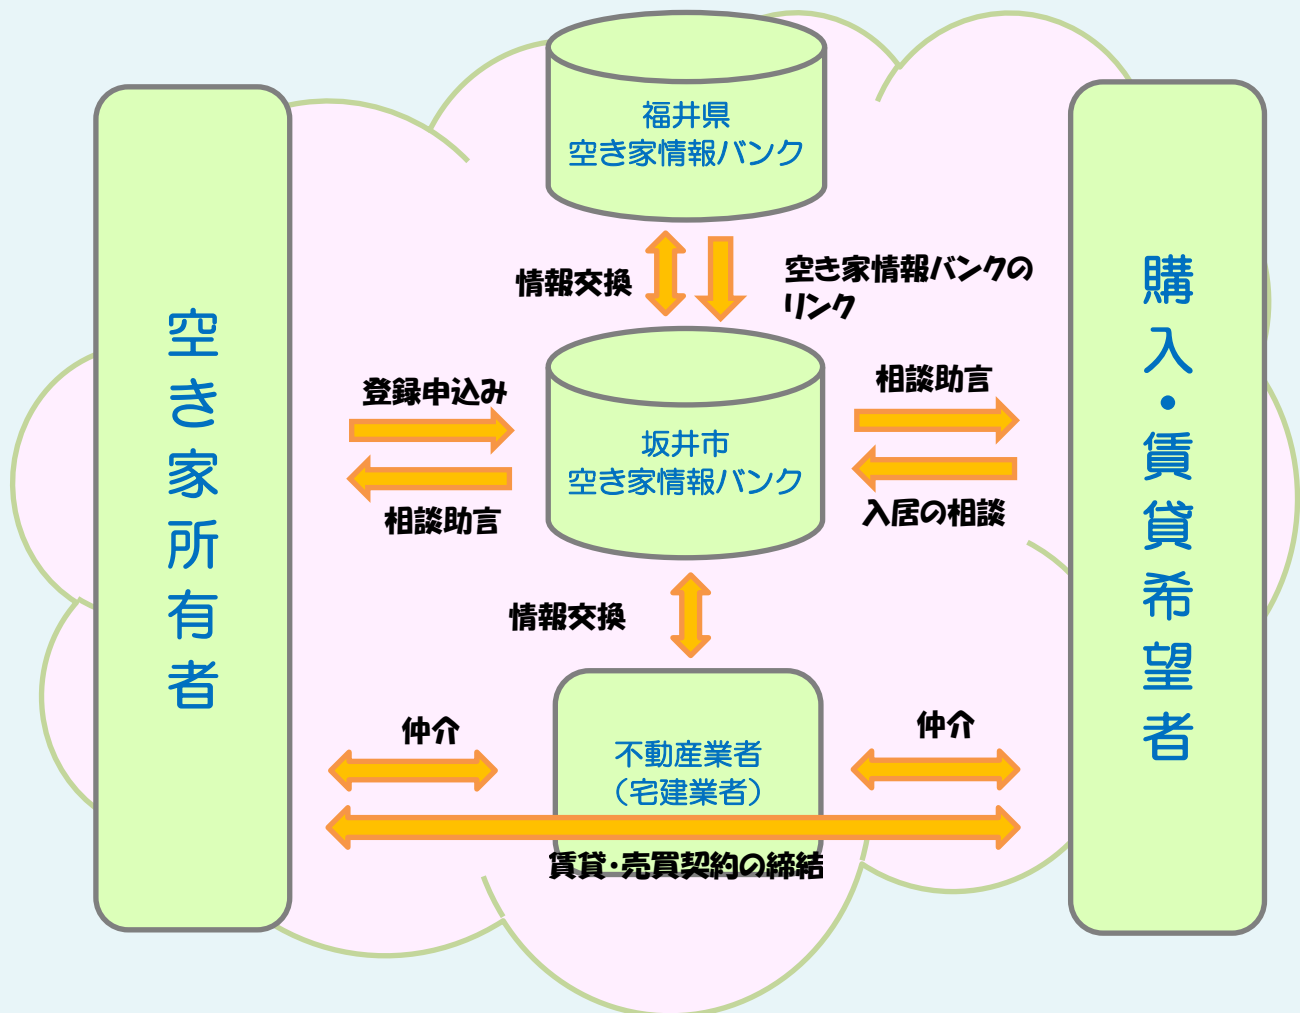 福井県
空き家情報バンク
情報交換
空き家情報バンクの
リンク
空き家所有者
登録申込み
相談助言
坂井市
空き家情報バンク
相談助言
入居の相談
購入・賃貸希望者
情報交換
仲介
不動産業者
（宅建業者）
仲介
賃貸・売買契約の締結